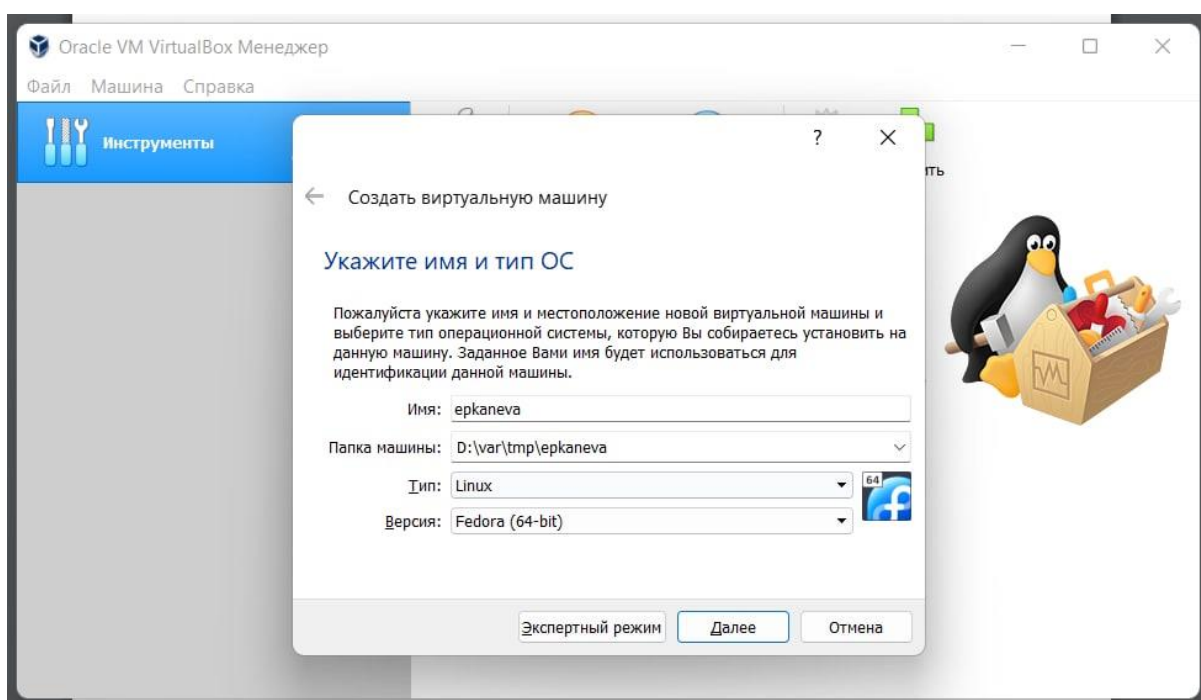 Oracle VM VirtualBox Менеджер
Файл Машина Справка
Инструменты
?
ить
Создать виртуальную машину
Укажите имя и тип ОС
Пожалуйста укажите имя и местоположение новой виртуальной машины и
выберите тип операционной системы, которую Вы собираетесь установить на
данную машину. Заданное Вами имя будет использоваться для
идентификации данной машины.
Имя: epkaneva
Папка машины: D:\var\tmp\epkaneva
Тип: Linux
64
Версия: Fedora (64-bit)
Экспертный режим Далее Отмена